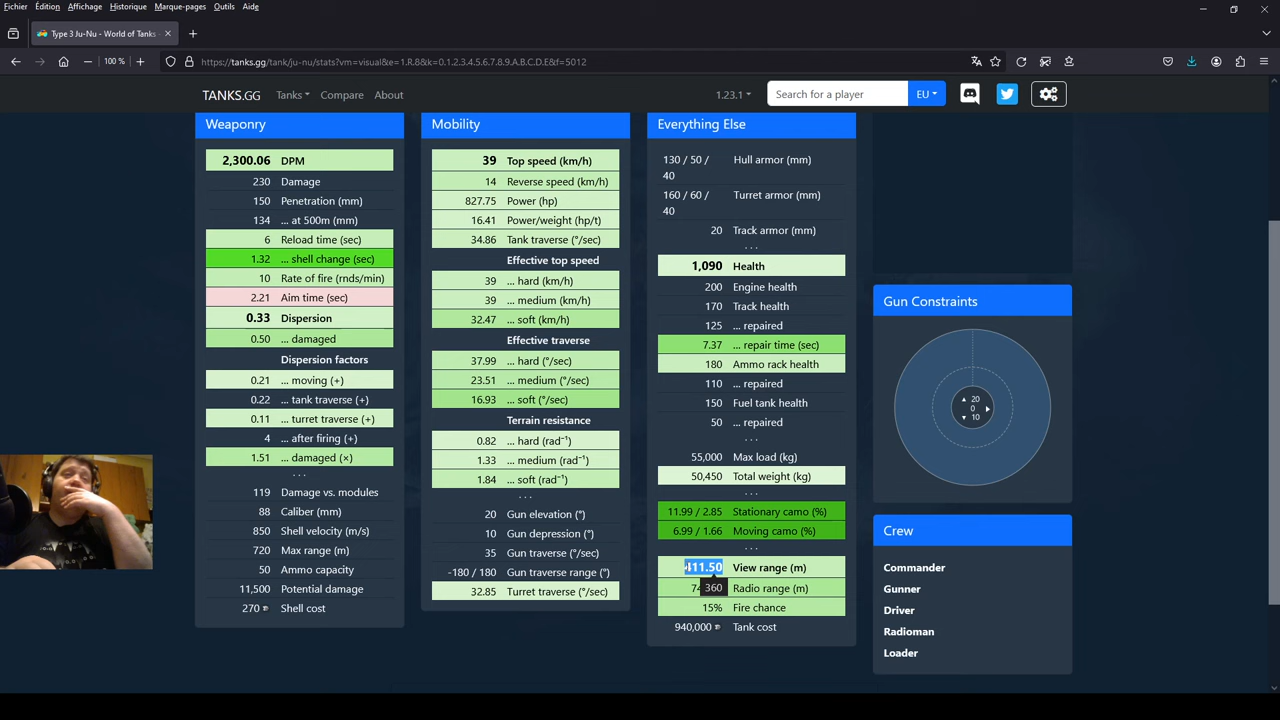 Fichier Édition Affichage Historique Marque-pages Outils Aide
Type 3 Ju-Nu - World of Tanks -
100 % https://tanks.gg/tank/ju-nu/stats?vm=visual&e=1.R.8&k=0.1.2.3.4.5.6.7.8.9.A.B.C.D.E&f=5012
TANKS.GG Tanks Compare About 1.23.1 Search for a player EU
Weaponry
2,300.06 DPM
230 Damage
150 Penetration (mm)
134 ... at 500m (mm)
6 Reload time (sec)
1.32 ... shell change (sec)
10 Rate of fire (rnds/min)
2.21 Aim time (sec)
0.33 Dispersion
0.50 ... damaged
Dispersion factors
0.21 ... moving (+)
0.22 ... tank traverse (+)
0.11 ... turret traverse (+)
4 ... after firing (+)
1.51 ... damaged (×)
. . .
119 Damage vs. modules
88 Caliber (mm)
850 Shell velocity (m/s)
720 Max range (m)
50 Ammo capacity
11,500 Potential damage
270 Shell cost
Mobility
39 Top speed (km/h)
14 Reverse speed (km/h)
827.75 Power (hp)
16.41 Power/weight (hp/t)
34.86 Tank traverse (°/sec)
Effective top speed
39 ... hard (km/h)
39 ... medium (km/h)
32.47 ... soft (km/h)
Effective traverse
37.99 ... hard (°/sec)
23.51 ... medium (°/sec)
16.93 ... soft (°/sec)
Terrain resistance
0.82 ... hard (rad⁻¹)
1.33 ... medium (rad⁻¹)
1.84 ... soft (rad⁻¹)
. . .
20 Gun elevation (°)
10 Gun depression (°)
35 Gun traverse (°/sec)
-180 / 180 Gun traverse range (°)
32.85 Turret traverse (°/sec)
Everything Else
130 / 50 / Hull armor (mm)
40
160 / 60 / Turret armor (mm)
40
20 Track armor (mm)
. . .
1,090 Health
200 Engine health
170 Track health
125 ... repaired
7.37 ... repair time (sec)
180 Ammo rack health
110 ... repaired
150 Fuel tank health
50 ... repaired
. . .
55,000 Max load (kg)
50,450 Total weight (kg)
. . .
11.99 / 2.85 Stationary camo (%)
6.99 / 1.66 Moving camo (%)
. . .
411.50 View range (m)
360 Radio range (m)
15% Fire chance
940,000 Tank cost
Gun Constraints
20
0
10
Crew
Commander
Gunner
Driver
Radioman
Loader